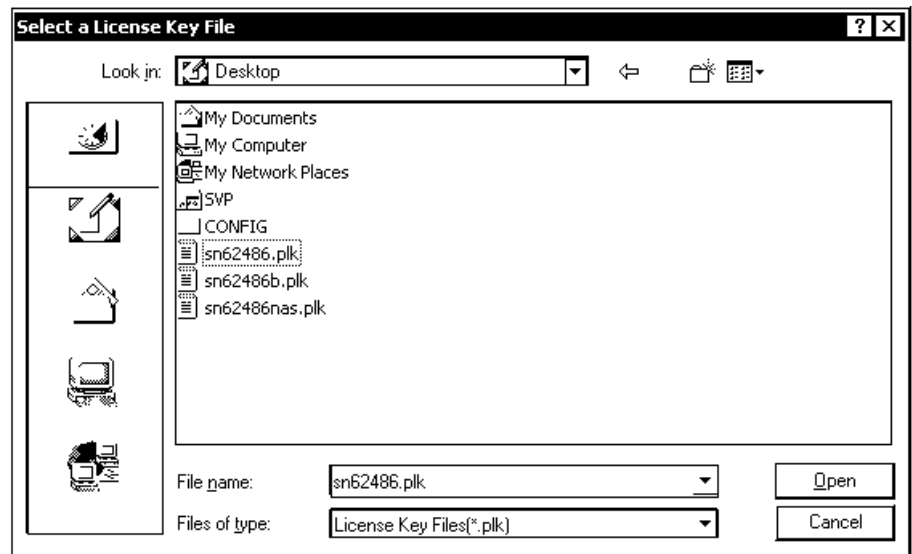 Select a License Key File
Look in: Desktop
My Documents
My Computer
My Network Places
SVP
CONFIG
sn62486.plk
sn62486b.plk
sn62486nas.plk
File name: sn62486.plk Open
Files of type: License Key Files(*.plk) Cancel